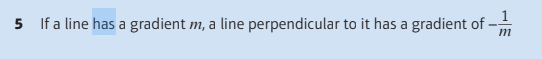 5 If a line has a gradient m, a line perpendicular to it has a gradient of −1/m